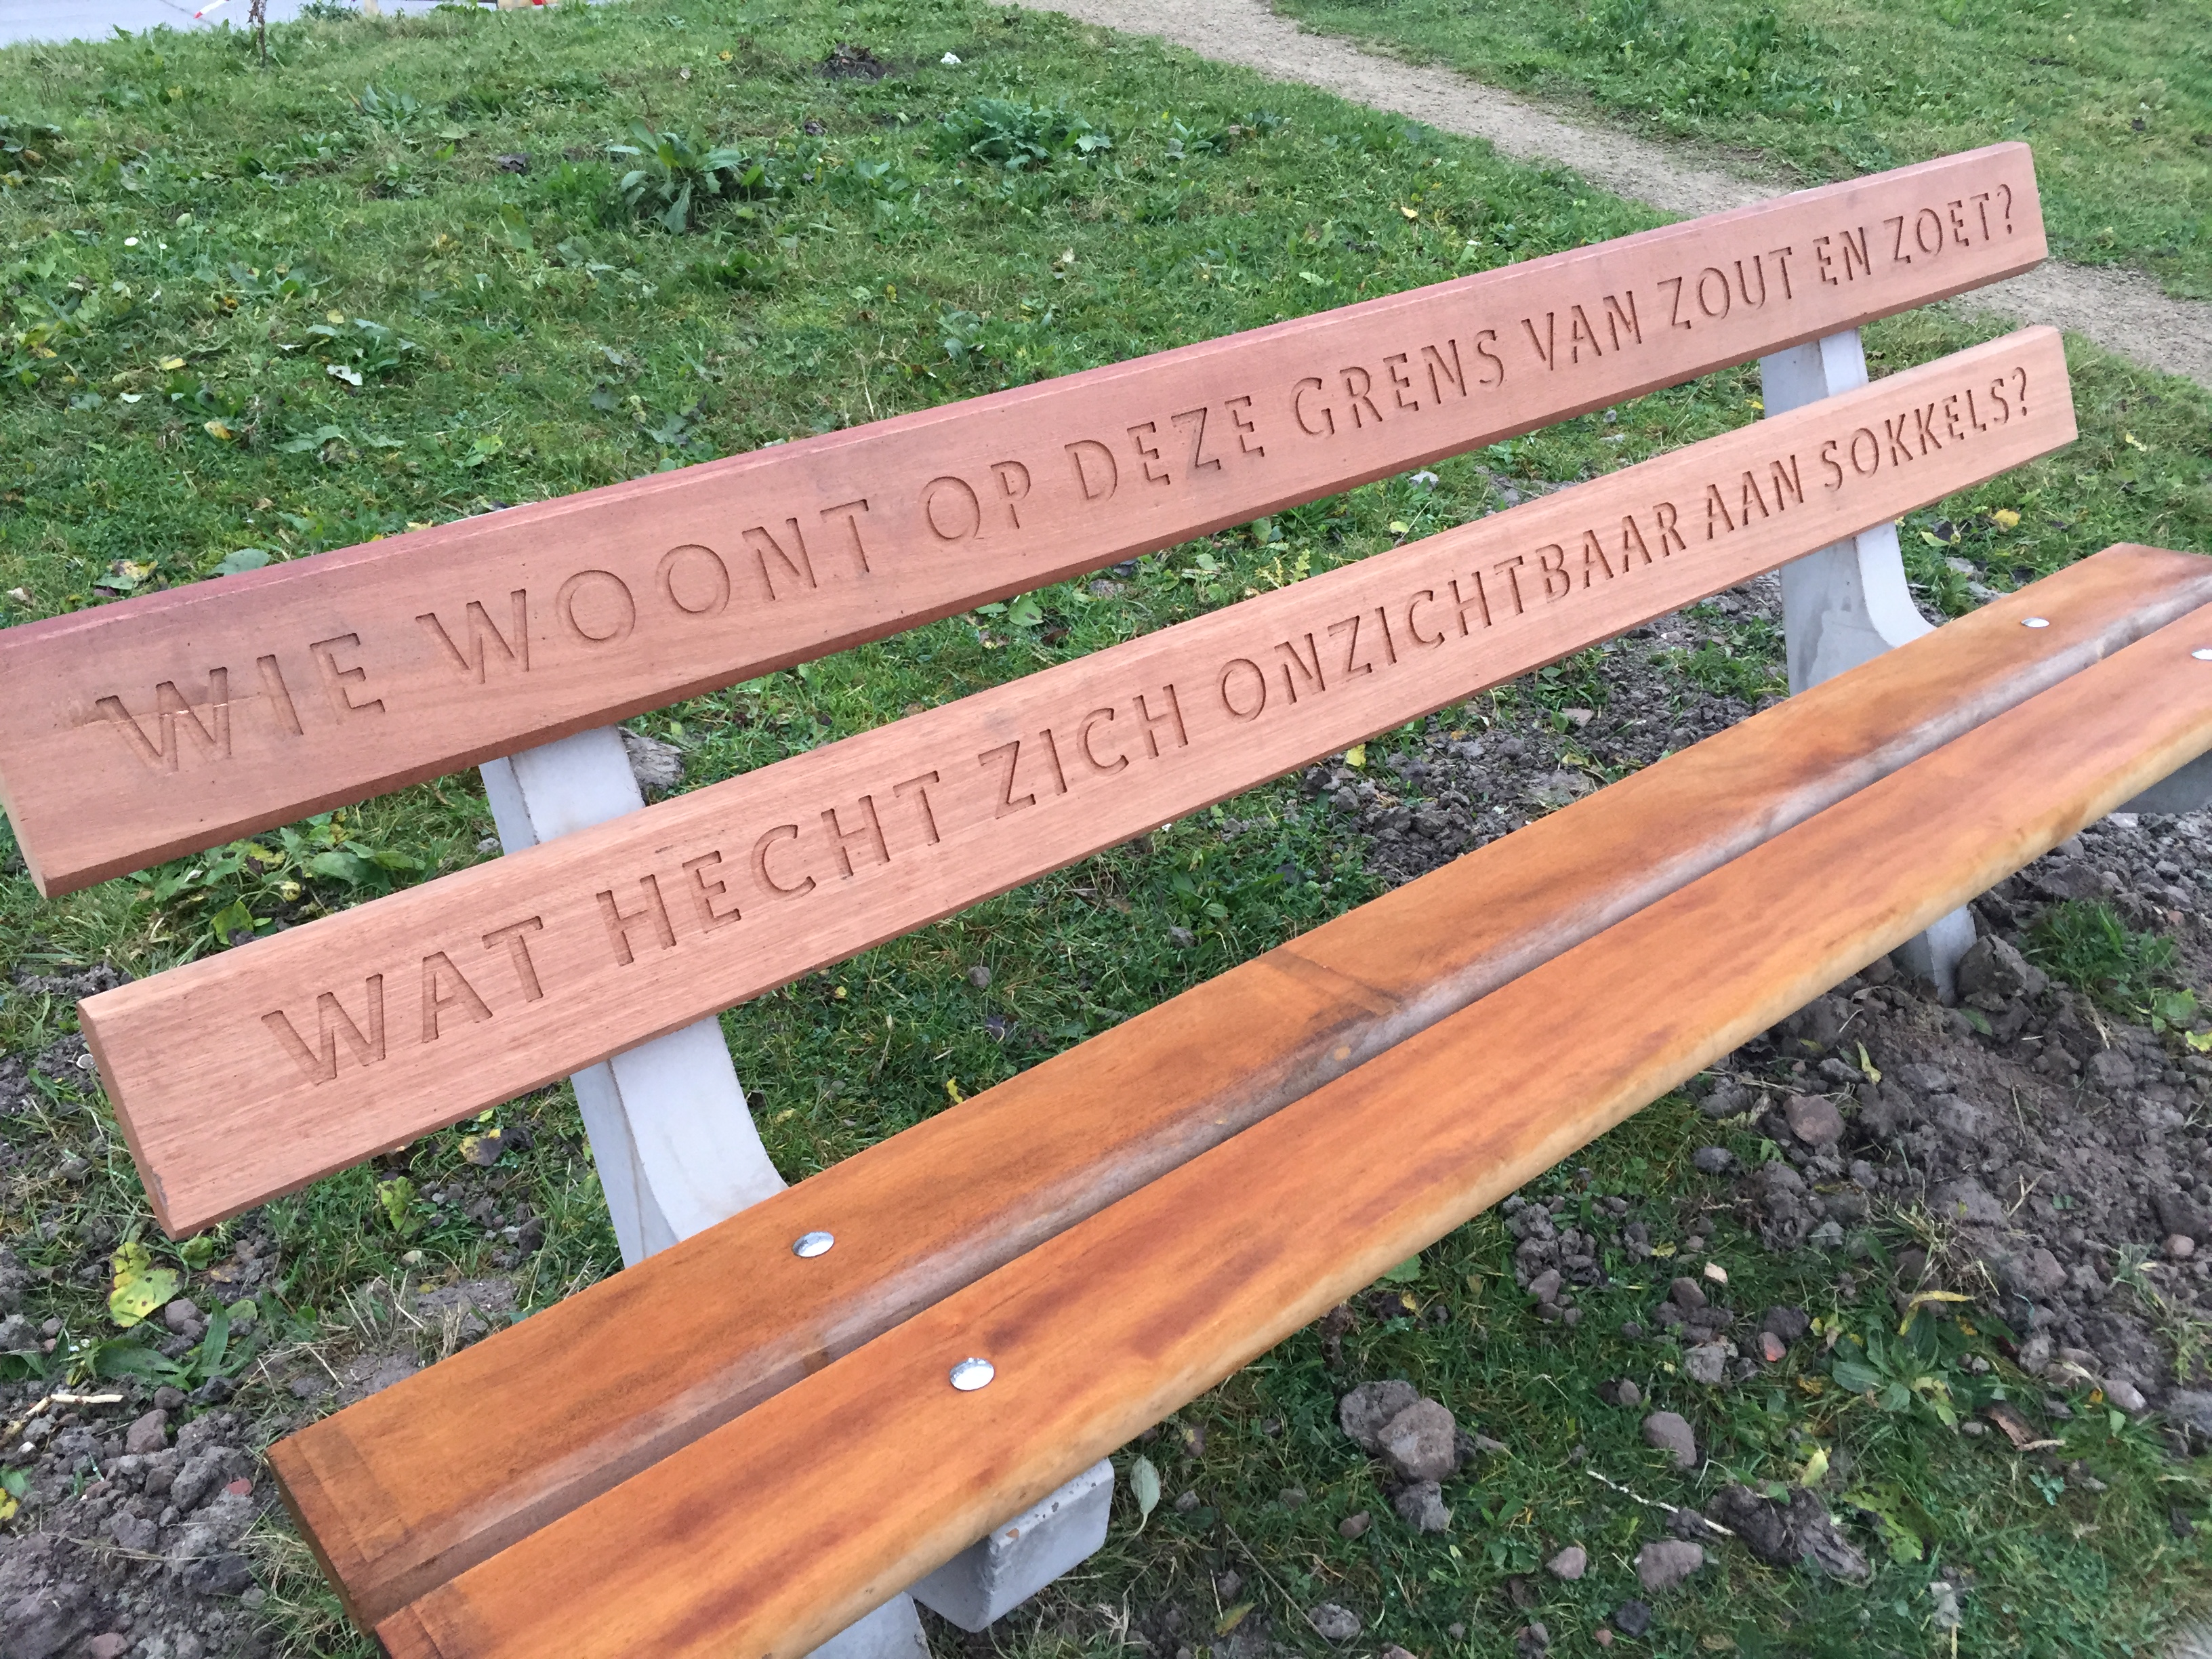 WIE WOONT OP DEZE GRENS VAN ZOUT EN ZOET?
WAT HECHT ZICH ONZICHTBAAR AAN SOKKELS?